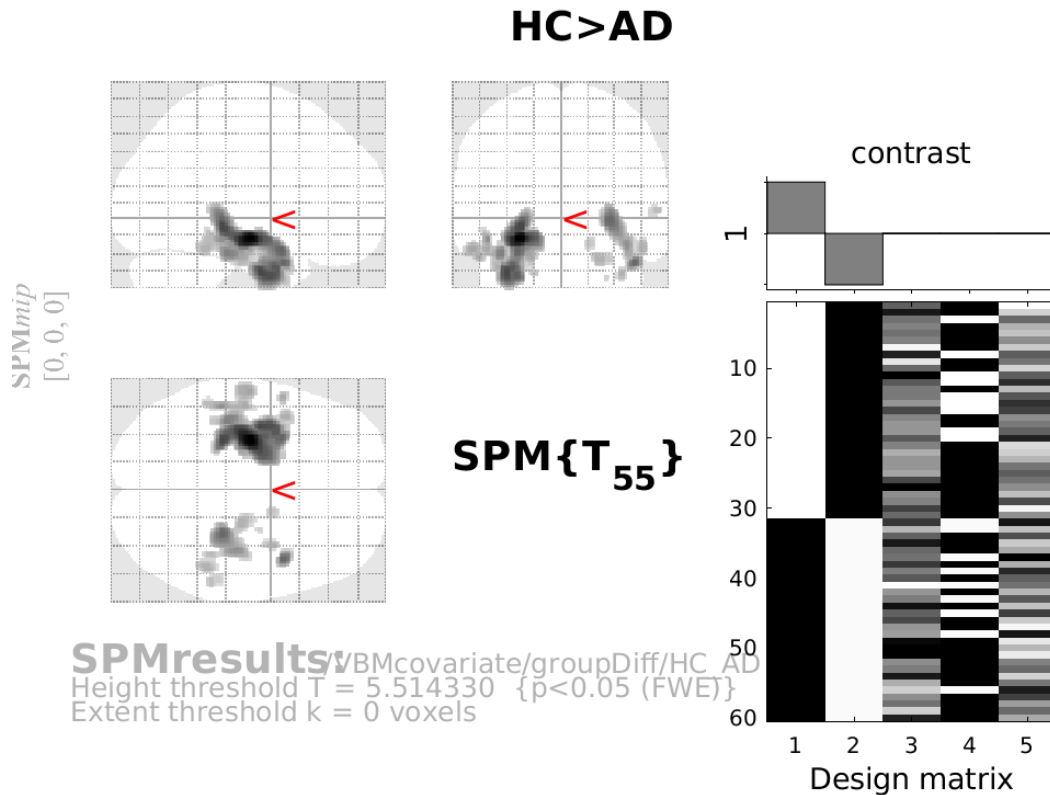 HC>AD
<
<
<
SPMmip
[0, 0, 0]
SPM{T55}
contrast
1
10
20
30
40
50
60
1 2 3 4 5
Design matrix
SPMresults: ./VBMcovariate/groupDiff/HC_AD
Height threshold T = 5.514330 {p<0.05 (FWE)}
Extent threshold k = 0 voxels